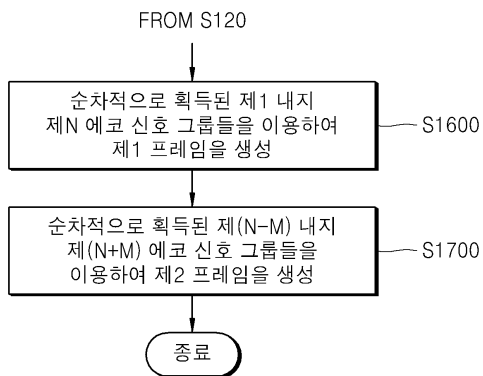 FROM S120
순차적으로 획득된 제1 내지
제N 에코 신호 그룹들을 이용하여
제1 프레임을 생성
S1600
순차적으로 획득된 제(N-M) 내지
제(N+M) 에코 신호 그룹들을
이용하여 제2 프레임을 생성
S1700
종료